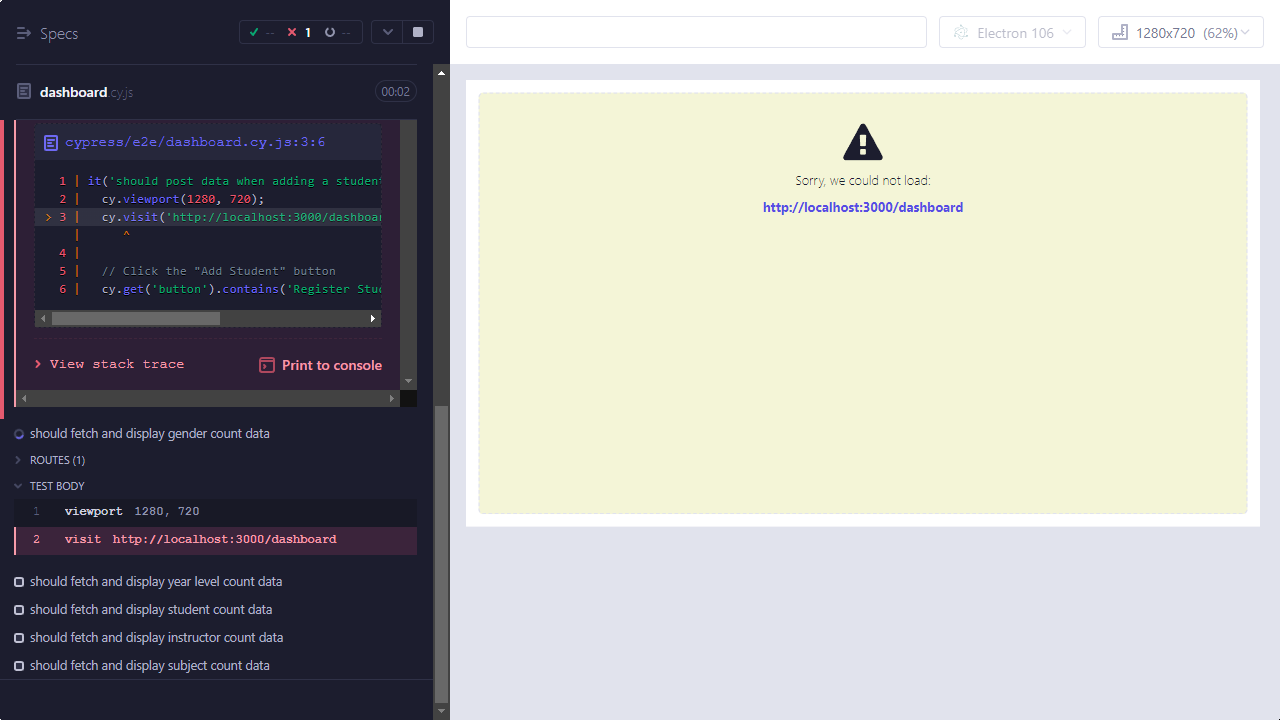 Specs
-- 1 --
dashboard.cy.js
00:02
cypress/e2e/dashboard.cy.js:3:6
1 | it('should post data when adding a student
2 |   cy.viewport(1280, 720);
> 3 |   cy.visit('http://localhost:3000/dashboar
|      ^
4 |
5 |   // Click the "Add Student" button
6 |   cy.get('button').contains('Register Stu
> View stack trace
Print to console
should fetch and display gender count data
ROUTES (1)
TEST BODY
1 viewport 1280, 720
2 visit http://localhost:3000/dashboard
should fetch and display year level count data
should fetch and display student count data
should fetch and display instructor count data
should fetch and display subject count data
Electron 106
1280x720 (62%)
Sorry, we could not load:
http://localhost:3000/dashboard